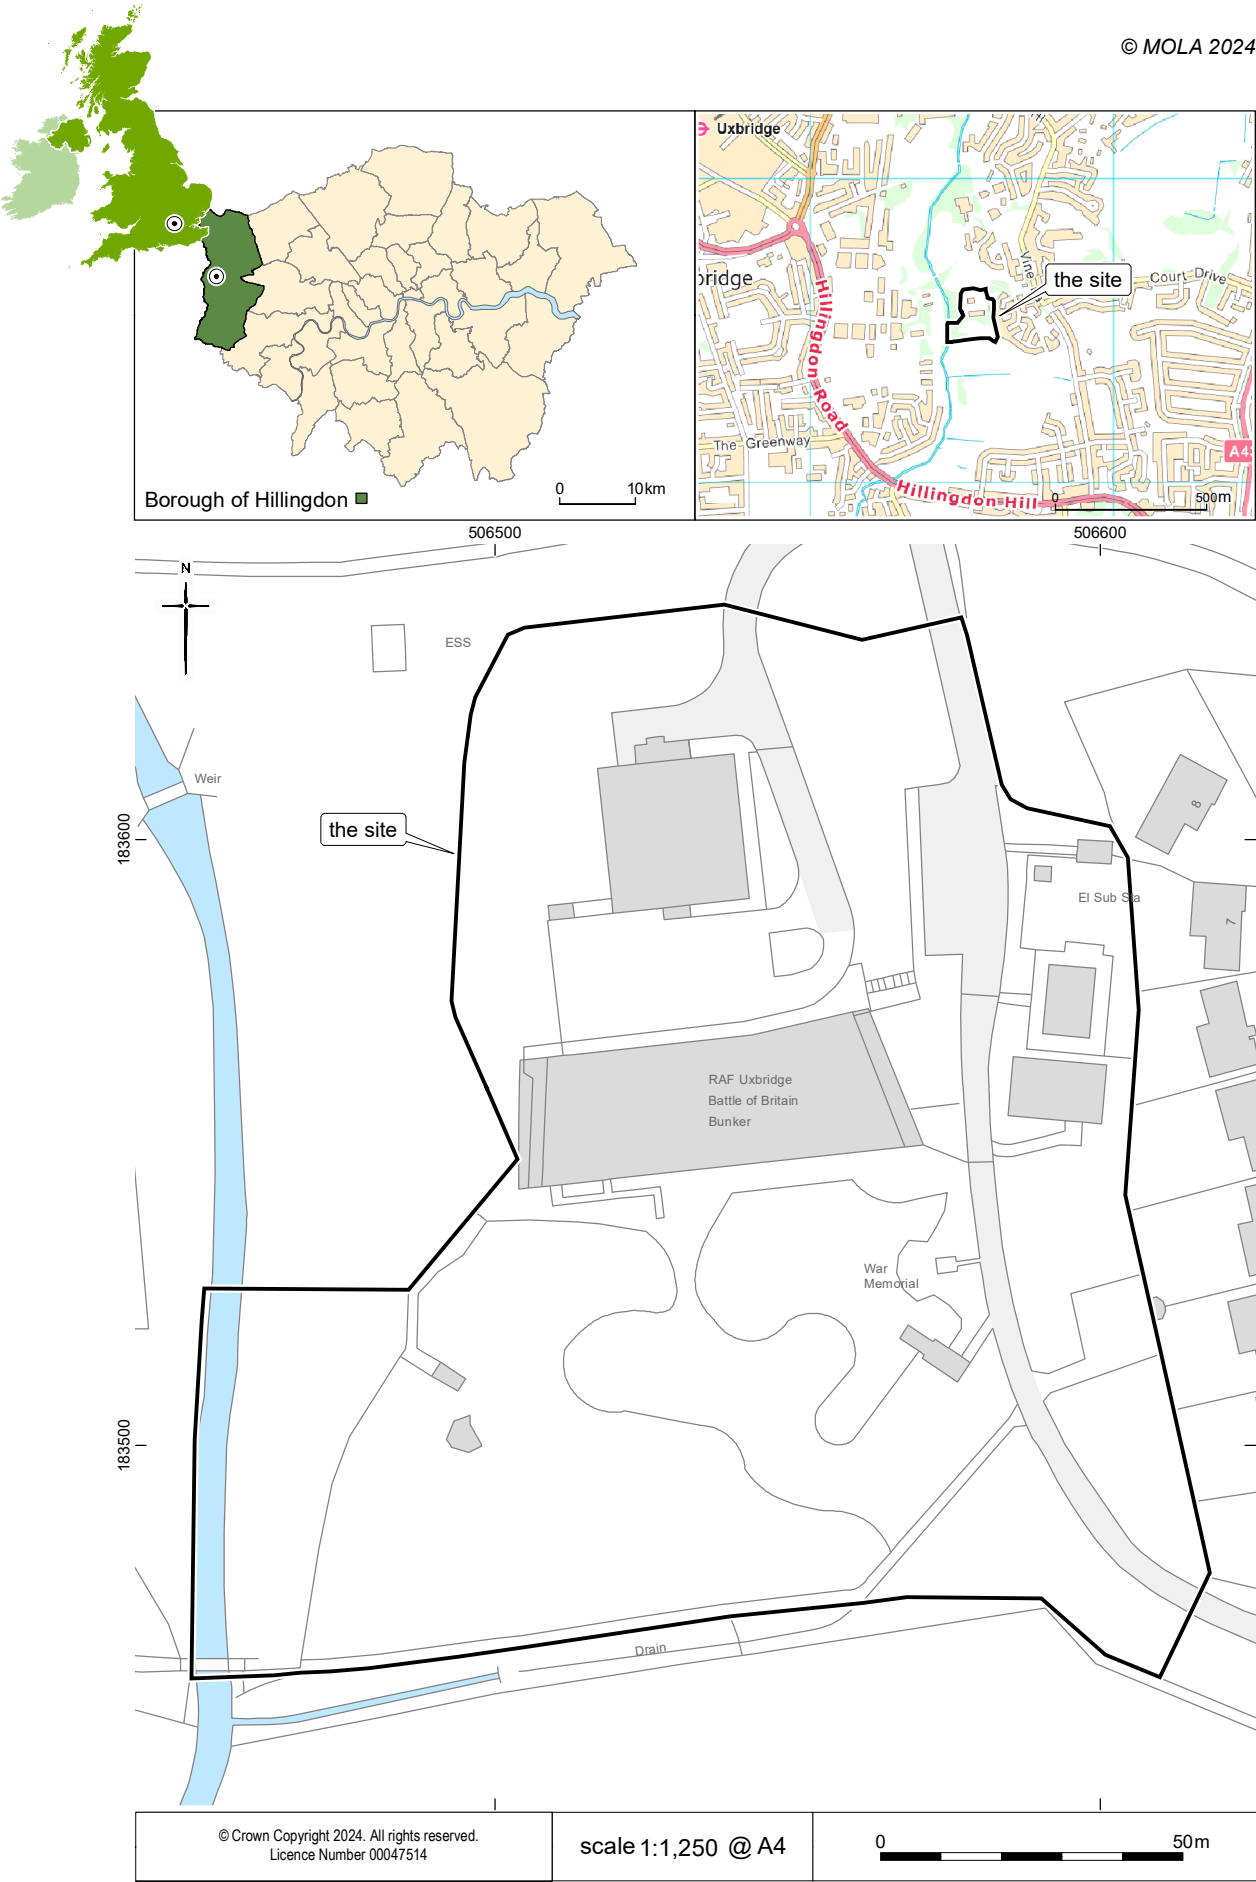 © MOLA 2024
Borough of Hillingdon
0 10km
Uxbridge
bridge
Hillingdon Road
Vine
Court Drive
the site
The Greenway
Hillingdon Hill
0 500m
506500 506600
N
ESS
Weir
the site
183600
8
7
El Sub Sta
RAF Uxbridge
Battle of Britain
Bunker
War
Memorial
183500
Drain
© Crown Copyright 2024. All rights reserved.
Licence Number 00047514
scale 1:1,250 @ A4
0 50m